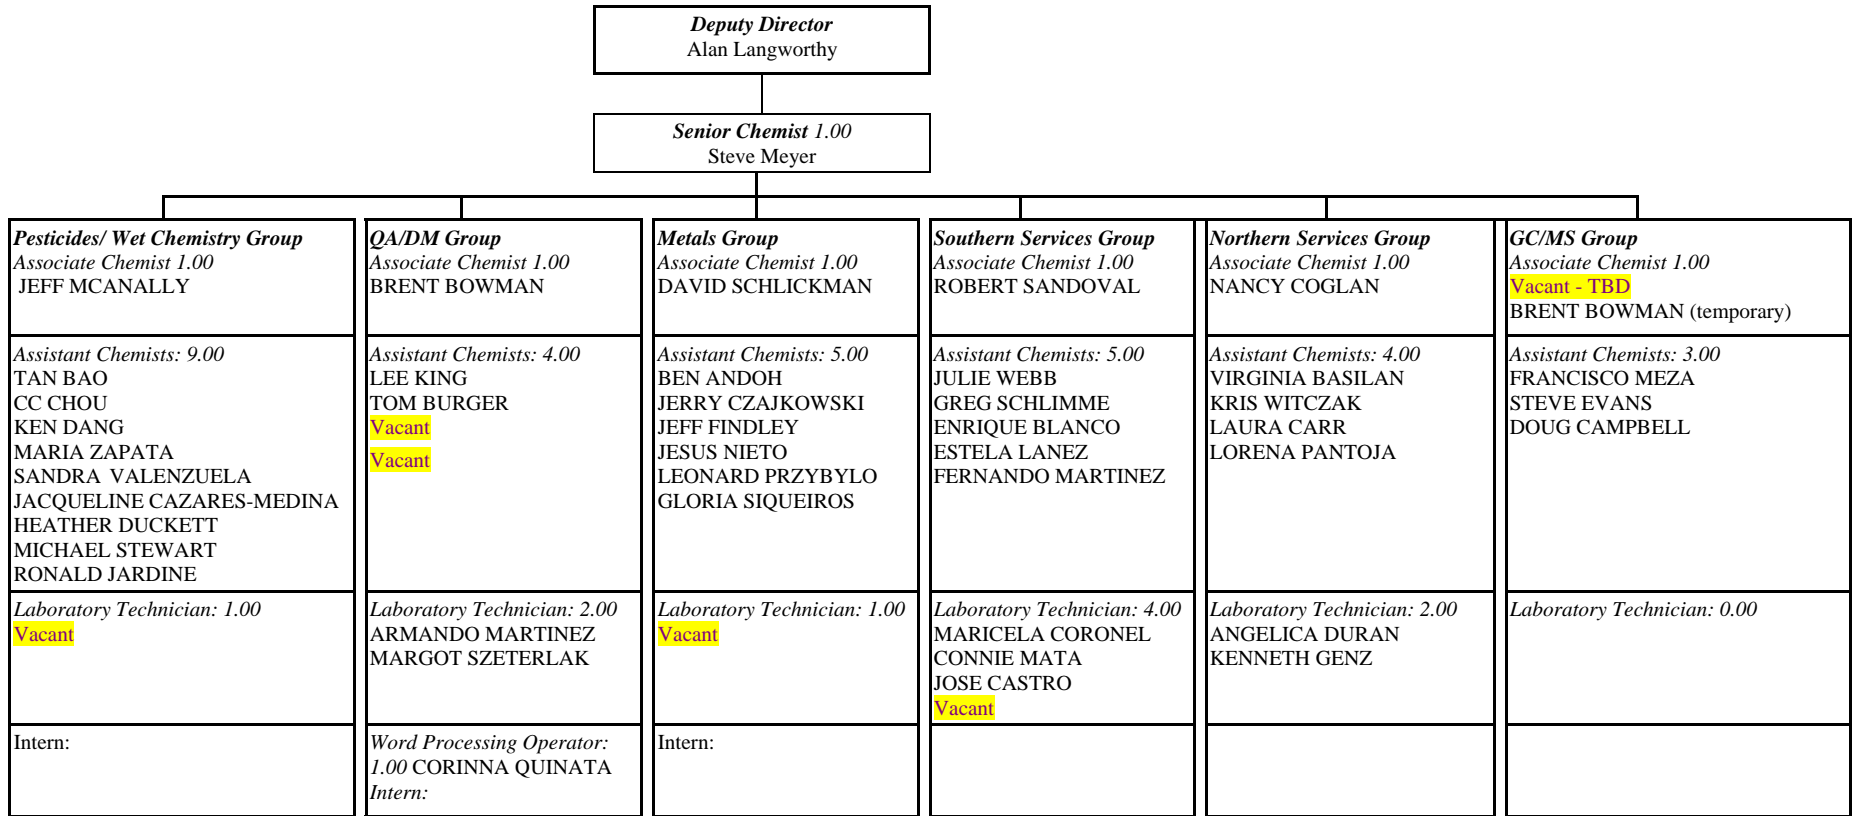 Deputy Director
Alan Langworthy
Senior Chemist 1.00
Steve Meyer
Pesticides/ Wet Chemistry Group
Associate Chemist 1.00
JEFF MCANALLY
Assistant Chemists: 9.00
TAN BAO
CC CHOU
KEN DANG
MARIA ZAPATA
SANDRA VALENZUELA
JACQUELINE CAZARES-MEDINA
HEATHER DUCKETT
MICHAEL STEWART
RONALD JARDINE
Laboratory Technician: 1.00
Vacant
Intern:
QA/DM Group
Associate Chemist 1.00
BRENT BOWMAN
Assistant Chemists: 4.00
LEE KING
TOM BURGER
Vacant
Vacant
Laboratory Technician: 2.00
ARMANDO MARTINEZ
MARGOT SZETERLAK
Word Processing Operator:
1.00 CORINNA QUINATA
Intern:
Metals Group
Associate Chemist 1.00
DAVID SCHLICKMAN
Assistant Chemists: 5.00
BEN ANDOH
JERRY CZAJKOWSKI
JEFF FINDLEY
JESUS NIETO
LEONARD PRZYBYLO
GLORIA SIQUEIROS
Laboratory Technician: 1.00
Vacant
Intern:
Southern Services Group
Associate Chemist 1.00
ROBERT SANDOVAL
Assistant Chemists: 5.00
JULIE WEBB
GREG SCHLIMME
ENRIQUE BLANCO
ESTELA LANEZ
FERNANDO MARTINEZ
Laboratory Technician: 4.00
MARICELA CORONEL
CONNIE MATA
JOSE CASTRO
Vacant
Northern Services Group
Associate Chemist 1.00
NANCY COGLAN
Assistant Chemists: 4.00
VIRGINIA BASILAN
KRIS WITCZAK
LAURA CARR
LORENA PANTOJA
Laboratory Technician: 2.00
ANGELICA DURAN
KENNETH GENZ
GC/MS Group
Associate Chemist 1.00
Vacant - TBD
BRENT BOWMAN (temporary)
Assistant Chemists: 3.00
FRANCISCO MEZA
STEVE EVANS
DOUG CAMPBELL
Laboratory Technician: 0.00